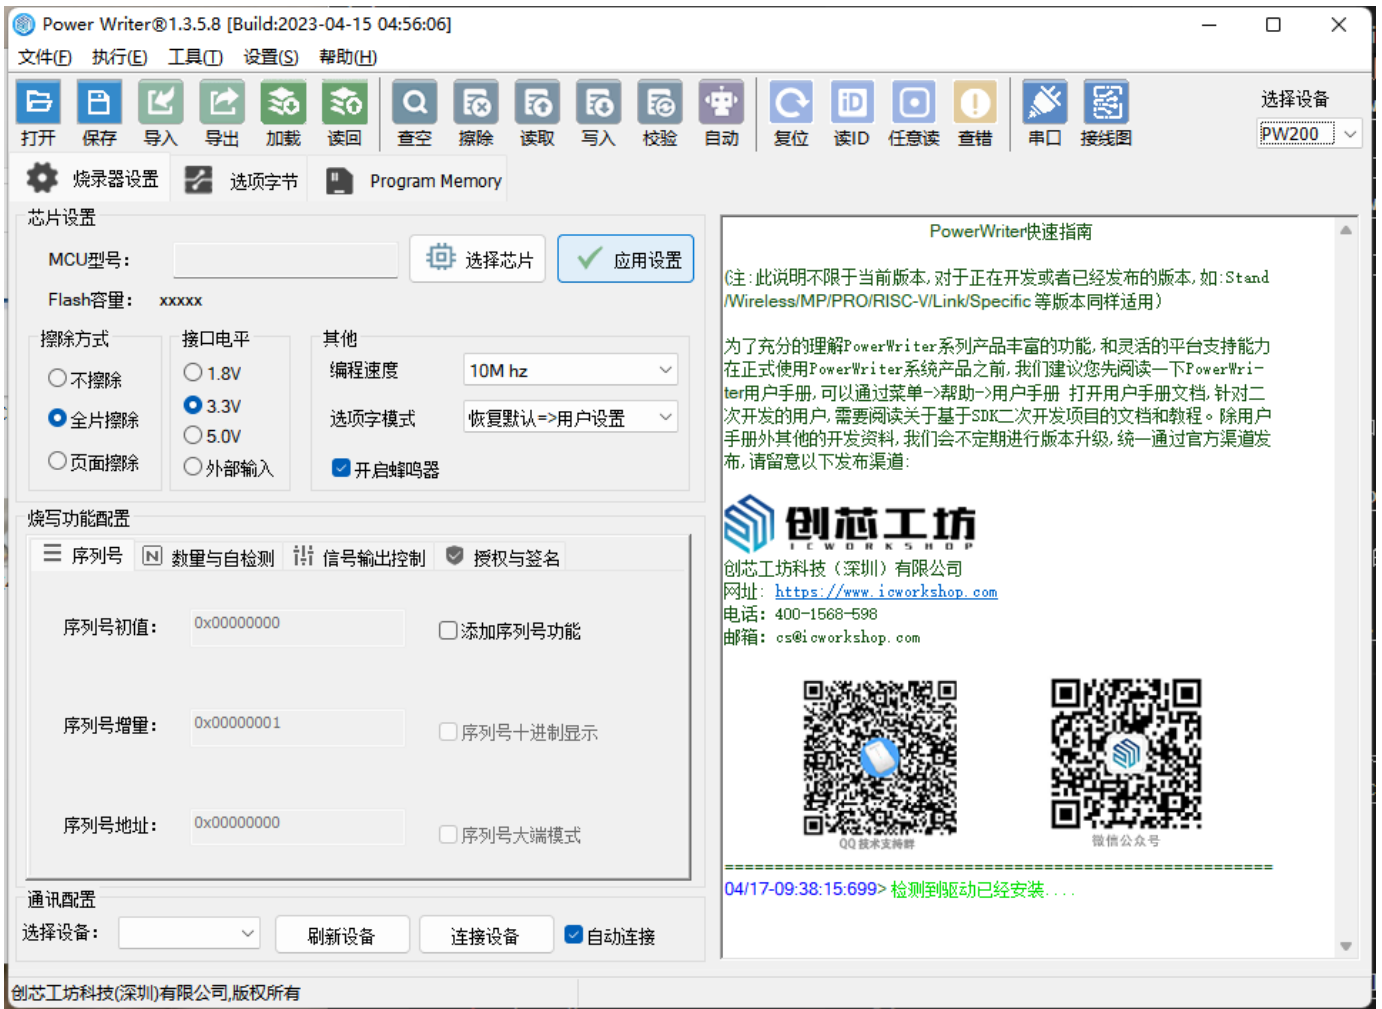 Power Writer®1.3.5.8 [Build:2023-04-15 04:56:06]
文件(F) 执行(E) 工具(T) 设置(S) 帮助(H)
打开 保存 导入 导出 加载 读回 查空 擦除 读取 写入 校验 自动 复位 读ID 任意读 查错 串口 接线图
选择设备
PW200
烧录器设置 选项字节 Program Memory
芯片设置
MCU型号: 选择芯片 应用设置
Flash容量: xxxxx
擦除方式
不擦除
全片擦除
页面擦除
接口电平
1.8V
3.3V
5.0V
外部输入
其他
编程速度 10M hz
选项字模式 恢复默认=>用户设置
开启蜂鸣器
烧写功能配置
序列号 数量与自检测 信号输出控制 授权与签名
序列号初值: 0x00000000 添加序列号功能
序列号增量: 0x00000001 序列号十进制显示
序列号地址: 0x00000000 序列号大端模式
通讯配置
选择设备: 刷新设备 连接设备 自动连接
创芯工坊科技(深圳)有限公司,版权所有
PowerWriter快速指南
(注:此说明不限于当前版本,对于正在开发或者已经发布的版本,如:Stand
/Wireless/MP/PRO/RISC-V/Link/Specific 等版本同样适用)
为了充分的理解PowerWriter系列产品丰富的功能,和灵活的平台支持能力
在正式使用PowerWriter系统产品之前,我们建议您先阅读一下PowerWri-
ter用户手册,可以通过菜单->帮助->用户手册 打开用户手册文档,针对二
次开发的用户,需要阅读关于基于SDK二次开发项目的文档和教程。除用户
手册外其他的开发资料,我们会不定期进行版本升级,统一通过官方渠道发
布,请留意以下发布渠道:
创芯工坊
ICWORKSHOP
创芯工坊科技(深圳)有限公司
网址: https://www.icworkshop.com
电话: 400-1568-598
邮箱: cs@icworkshop.com
QQ技术支持群 微信公众号
=======================================================
04/17-09:38:15:699> 检测到驱动已经安装....